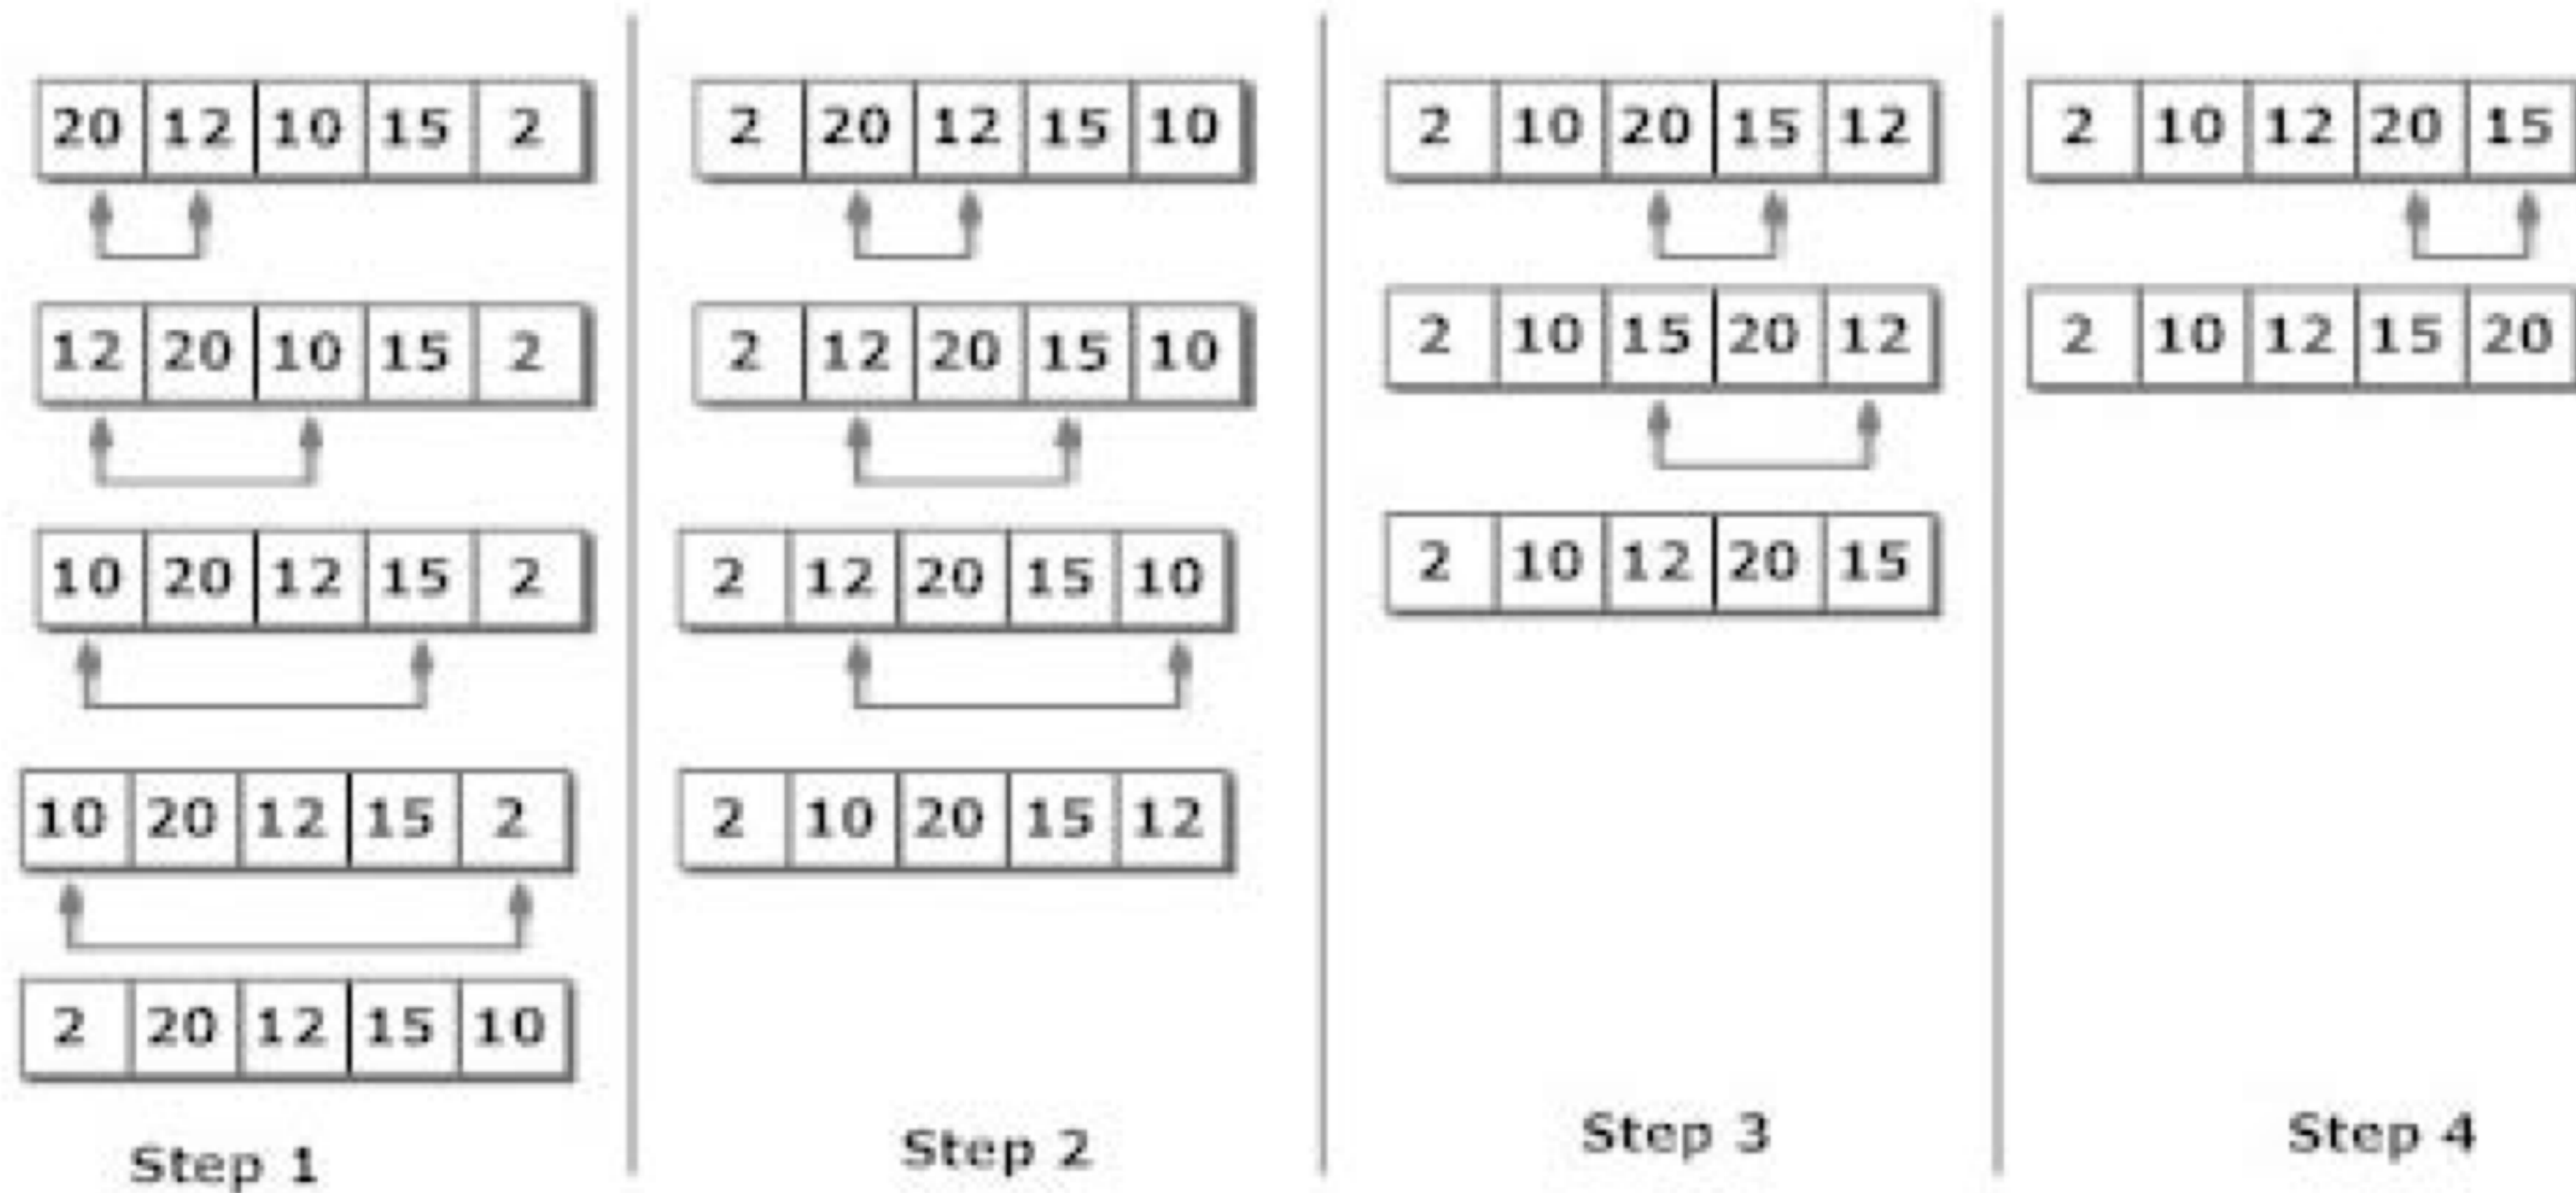 20 12 10 15 2
12 20 10 15 2
10 20 12 15 2
10 20 12 15 2
2 20 12 15 10
Step 1
2 20 12 15 10
2 12 20 15 10
2 12 20 15 10
2 10 20 15 12
Step 2
2 10 20 15 12
2 10 15 20 12
2 10 12 20 15
Step 3
2 10 12 20 15
2 10 12 15 20
Step 4